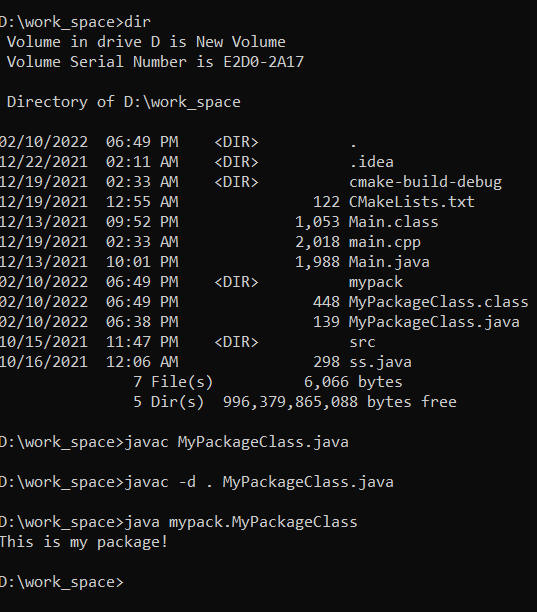 D:\work_space>dir
 Volume in drive D is New Volume
 Volume Serial Number is E2D0-2A17

 Directory of D:\work_space

02/10/2022  06:49 PM    <DIR>          .
12/22/2021  02:11 AM    <DIR>          .idea
12/19/2021  02:33 AM    <DIR>          cmake-build-debug
12/19/2021  12:55 AM               122 CMakeLists.txt
12/13/2021  09:52 PM             1,053 Main.class
12/19/2021  02:33 AM             2,018 main.cpp
12/13/2021  10:01 PM             1,988 Main.java
02/10/2022  06:49 PM    <DIR>          mypack
02/10/2022  06:49 PM               448 MyPackageClass.class
02/10/2022  06:38 PM               139 MyPackageClass.java
10/15/2021  11:47 PM    <DIR>          src
10/16/2021  12:06 AM               298 ss.java
               7 File(s)          6,066 bytes
               5 Dir(s)  996,379,865,088 bytes free

D:\work_space>javac MyPackageClass.java

D:\work_space>javac -d . MyPackageClass.java

D:\work_space>java mypack.MyPackageClass
This is my package!

D:\work_space>